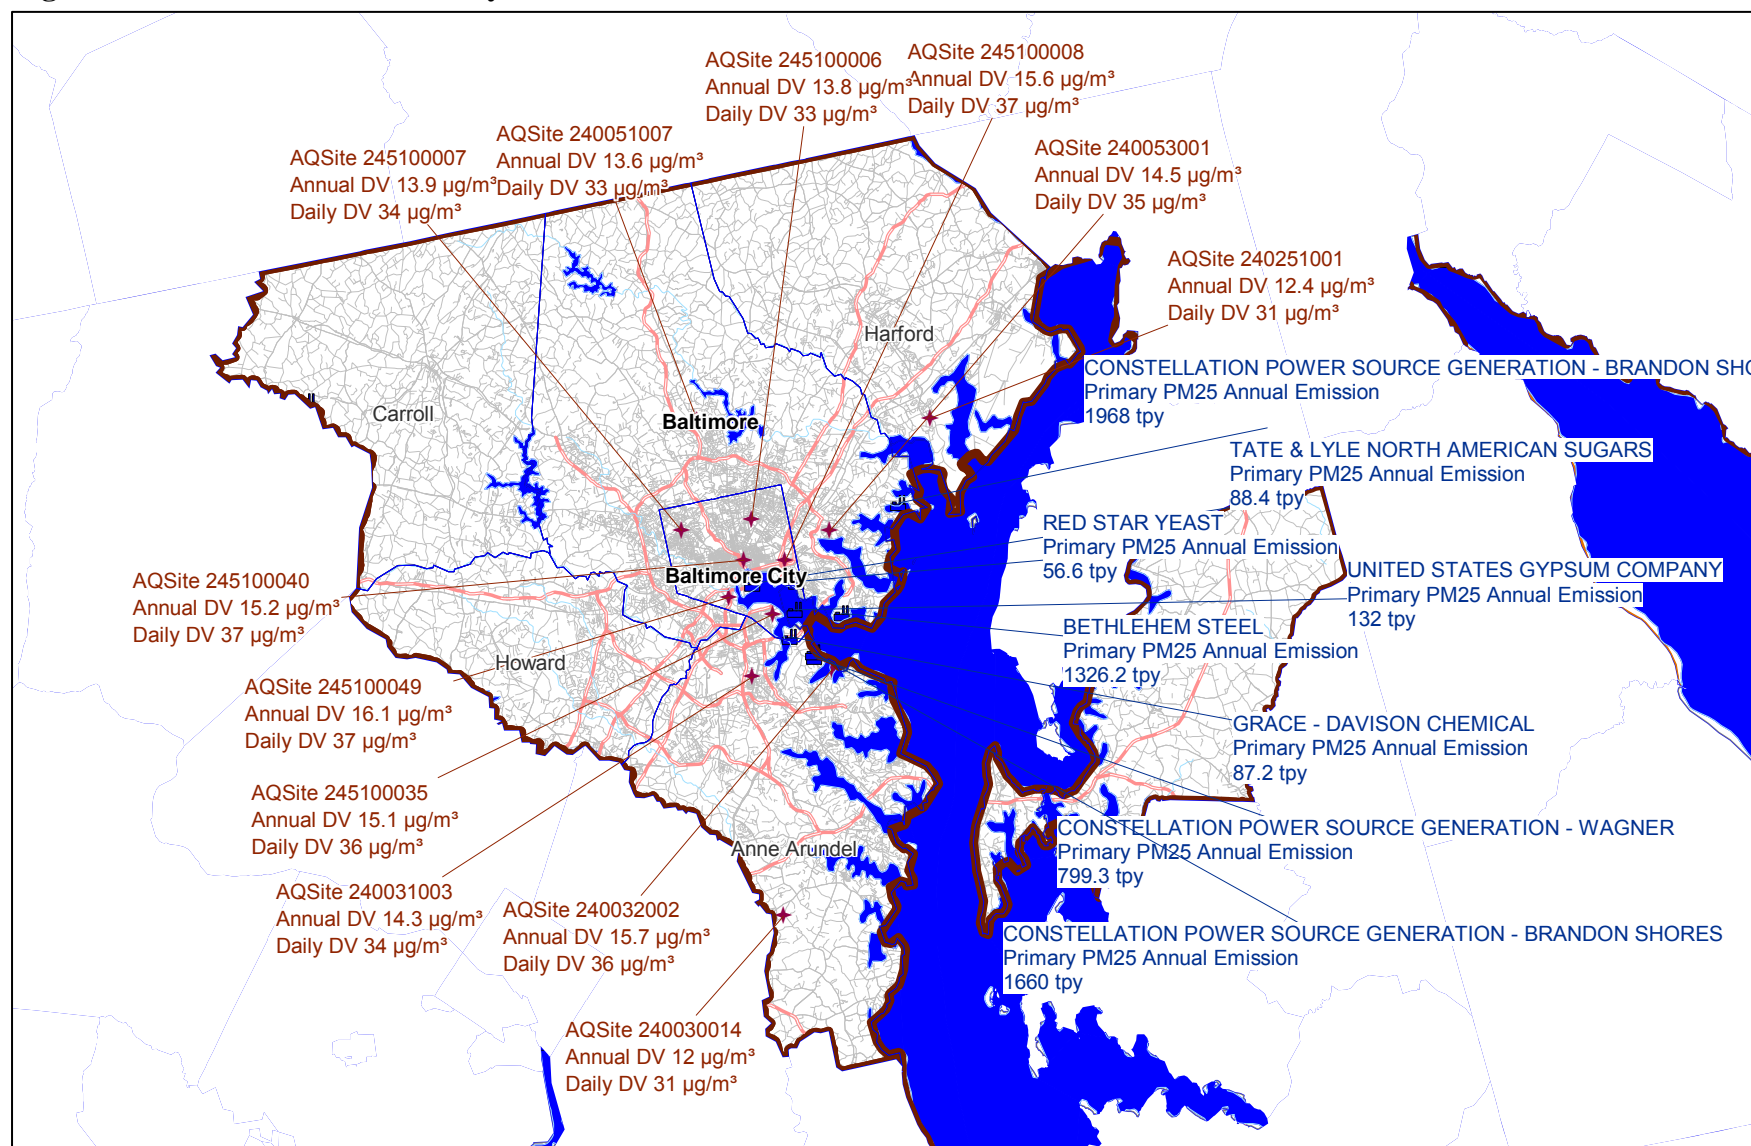 AQSite 245100006
Annual DV 13.8 µg/m³
Daily DV 33 µg/m³
AQSite 245100008
Annual DV 15.6 µg/m³
Daily DV 37 µg/m³
AQSite 240051007
Annual DV 13.6 µg/m³
Daily DV 33 µg/m³
AQSite 245100007
Annual DV 13.9 µg/m³
Daily DV 34 µg/m³
AQSite 240053001
Annual DV 14.5 µg/m³
Daily DV 35 µg/m³
AQSite 240251001
Annual DV 12.4 µg/m³
Daily DV 31 µg/m³
Harford
Carroll
Baltimore
CONSTELLATION POWER SOURCE GENERATION - BRANDON SHO
Primary PM25 Annual Emission
1968 tpy
TATE & LYLE NORTH AMERICAN SUGARS
Primary PM25 Annual Emission
88.4 tpy
RED STAR YEAST
Primary PM25 Annual Emission
56.6 tpy
Baltimore City
UNITED STATES GYPSUM COMPANY
Primary PM25 Annual Emission
132 tpy
AQSite 245100040
Annual DV 15.2 µg/m³
Daily DV 37 µg/m³
BETHLEHEM STEEL
Primary PM25 Annual Emission
1326.2 tpy
Howard
AQSite 245100049
Annual DV 16.1 µg/m³
Daily DV 37 µg/m³
GRACE - DAVISON CHEMICAL
Primary PM25 Annual Emission
87.2 tpy
AQSite 245100035
Annual DV 15.1 µg/m³
Daily DV 36 µg/m³
Anne Arundel
CONSTELLATION POWER SOURCE GENERATION - WAGNER
Primary PM25 Annual Emission
799.3 tpy
AQSite 240031003
Annual DV 14.3 µg/m³
Daily DV 34 µg/m³
AQSite 240032002
Annual DV 15.7 µg/m³
Daily DV 36 µg/m³
CONSTELLATION POWER SOURCE GENERATION - BRANDON SHORES
Primary PM25 Annual Emission
1660 tpy
AQSite 240030014
Annual DV 12 µg/m³
Daily DV 31 µg/m³